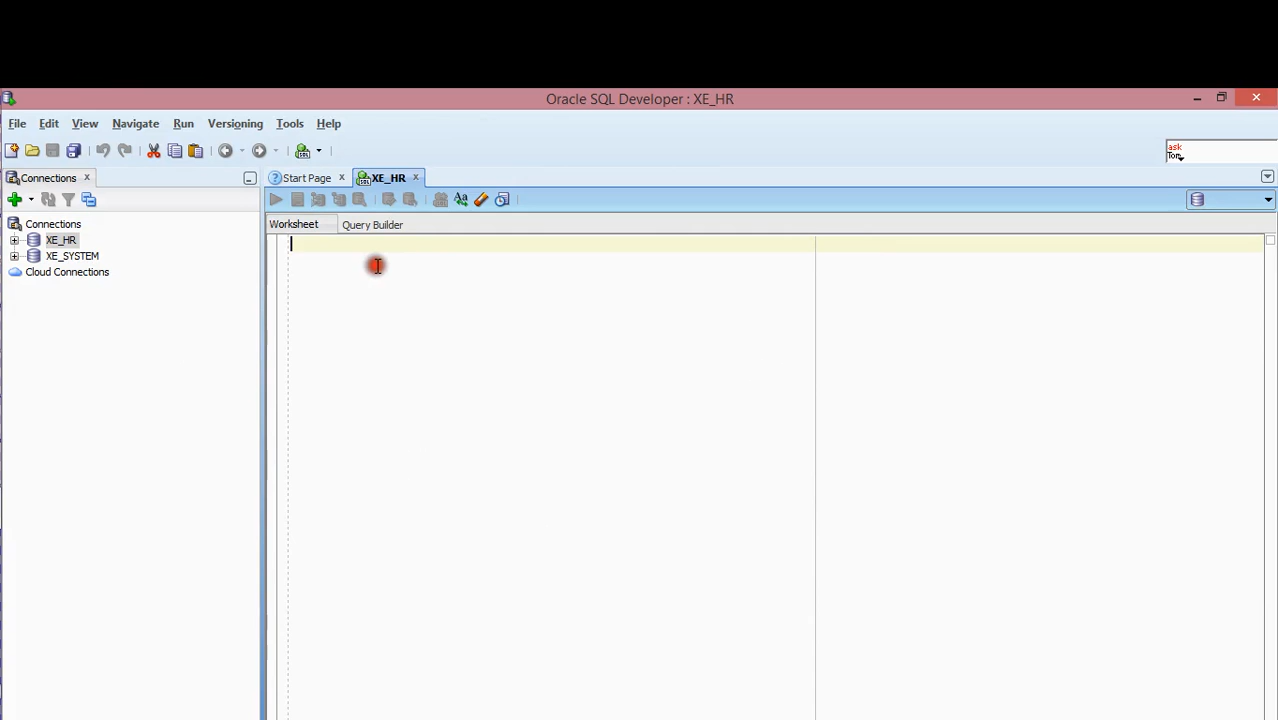 Oracle SQL Developer : XE_HR
File Edit View Navigate Run Versioning Tools Help
ask
Connections
Start Page
XE_HR
Worksheet
Query Builder
Connections
XE_HR
XE_SYSTEM
Cloud Connections